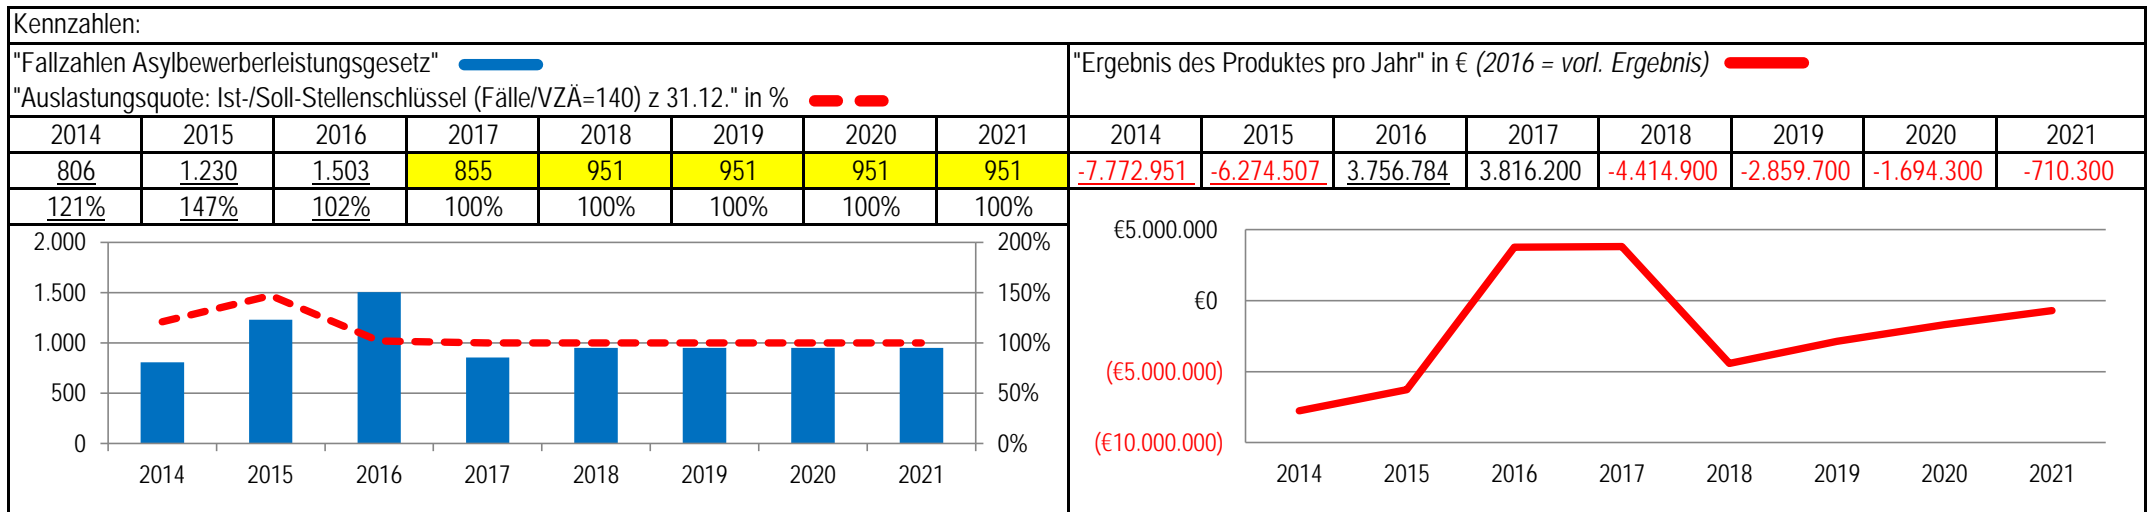 Kennzahlen:
"Fallzahlen Asylbewerberleistungsgesetz"
"Auslastungsquote: Ist-/Soll-Stellenschlüssel (Fälle/VZÄ=140) z 31.12." in %
2014 2015 2016 2017 2018 2019 2020 2021
806 1.230 1.503 855 951 951 951 951
121% 147% 102% 100% 100% 100% 100% 100%
2.000 200%
1.500 150%
1.000 100%
500 50%
0 0%
2014 2015 2016 2017 2018 2019 2020 2021
"Ergebnis des Produktes pro Jahr" in € (2016 = vorl. Ergebnis)
2014 2015 2016 2017 2018 2019 2020 2021
-7.772.951 -6.274.507 3.756.784 3.816.200 -4.414.900 -2.859.700 -1.694.300 -710.300
€5.000.000
€0
(€5.000.000)
(€10.000.000)
2014 2015 2016 2017 2018 2019 2020 2021